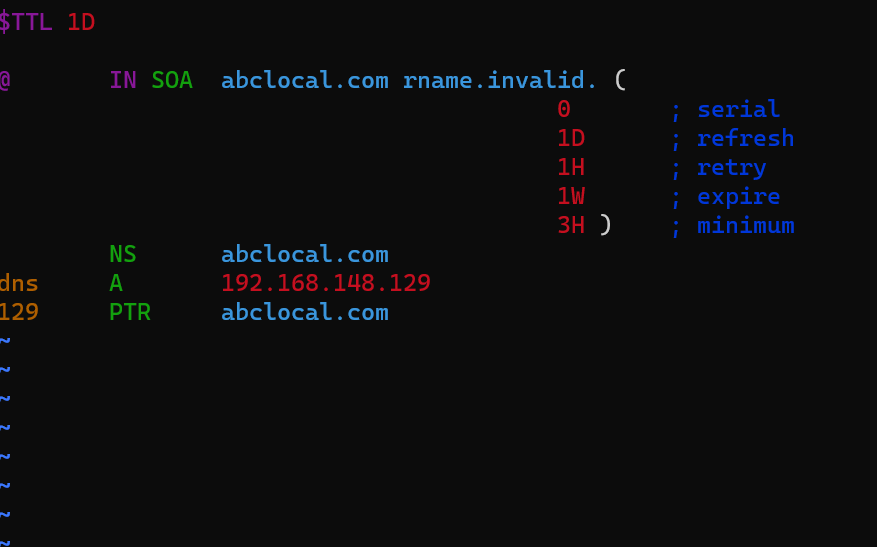 $TTL 1D
@ IN SOA abclocal.com rname.invalid. (
0 ; serial
1D ; refresh
1H ; retry
1W ; expire
3H ) ; minimum
NS abclocal.com
dns A 192.168.148.129
129 PTR abclocal.com
~
~
~
~
~
~
~
~